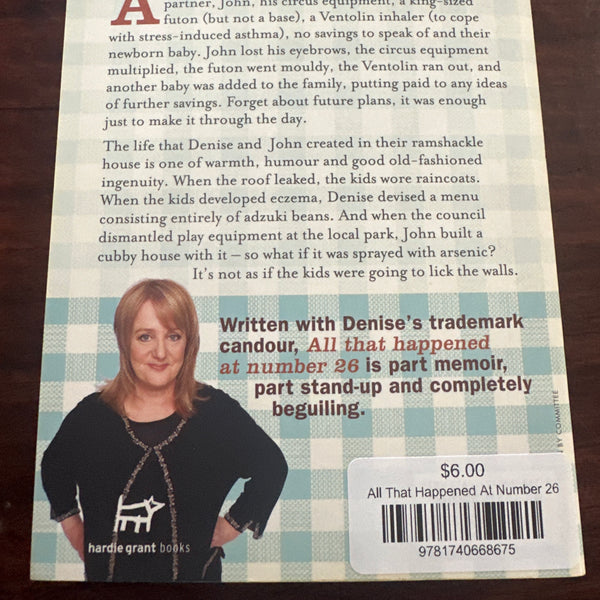 A partner, John, his circus equipment, a king-sized
futon (but not a base), a Ventolin inhaler (to cope
with stress-induced asthma), no savings to speak of and their
newborn baby. John lost his eyebrows, the circus equipment
multiplied, the futon went mouldy, the Ventolin ran out, and
another baby was added to the family, putting paid to any ideas
of further savings. Forget about future plans, it was enough
just to make it through the day.
The life that Denise and John created in their ramshackle
house is one of warmth, humour and good old-fashioned
ingenuity. When the roof leaked, the kids wore raincoats.
When the kids developed eczema, Denise devised a menu
consisting entirely of adzuki beans. And when the council
dismantled play equipment at the local park, John built a
cubby house with it – so what if it was sprayed with arsenic?
It's not as if the kids were going to lick the walls.
Written with Denise's trademark
candour, All that happened
at number 26 is part memoir,
part stand-up and completely
beguiling.
BY COMMITTEE
$6.00
All That Happened At Number 26
9781740668675
hardie grant books